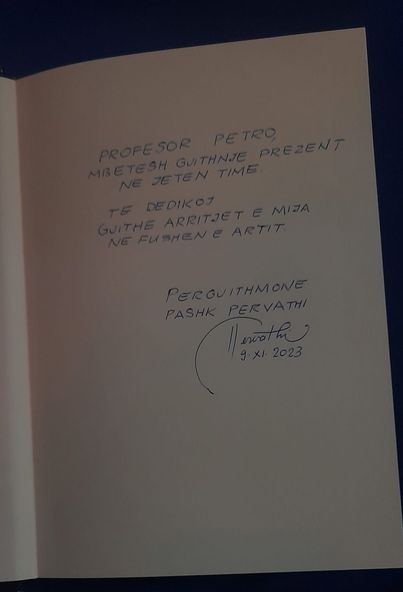 PROFESOR PETRO,
MBETESH GJITHNJE PREZENT
NE JETEN TIME.
TE DEDIKOJ
GJITHE ARRITJET E MIJA
NE FUSHEN E ARTIT.
PERGJITHMONE
PASHK PERVATHI
Pervathi
9.XI.2023